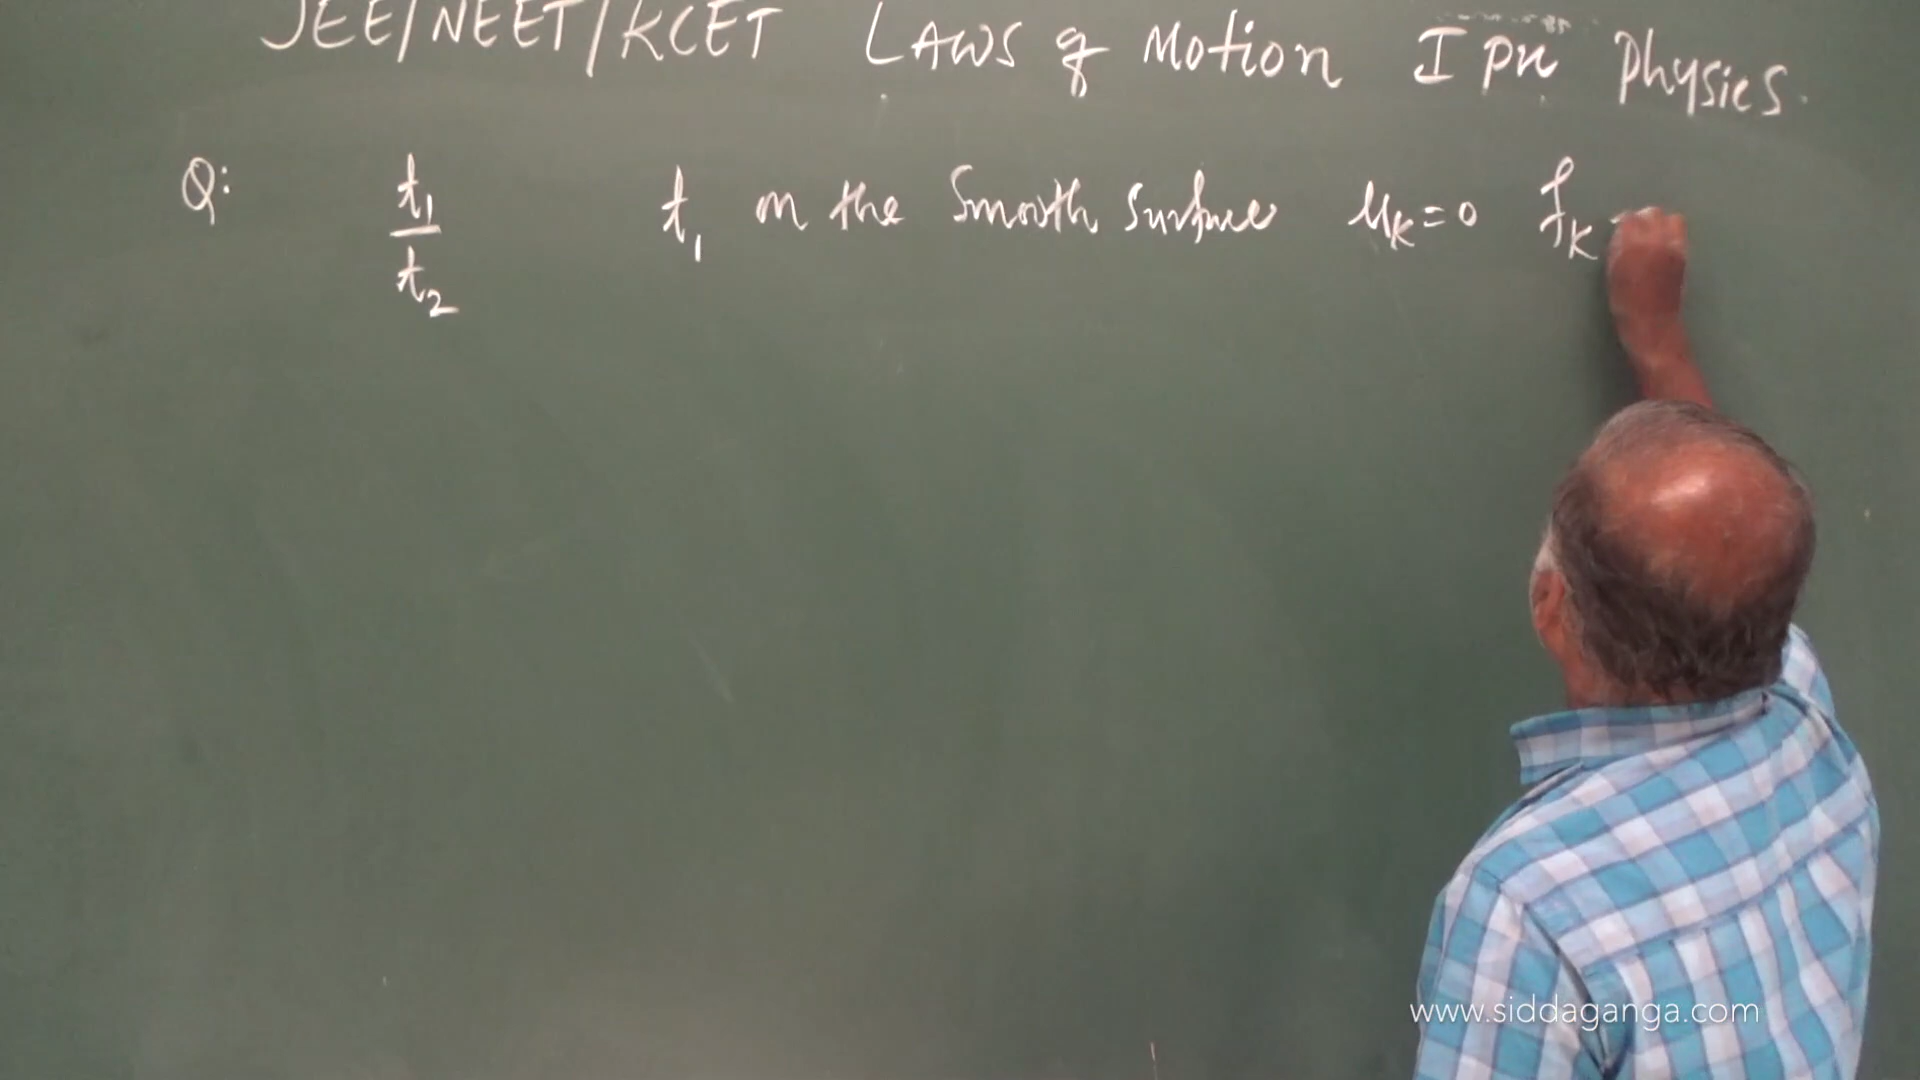 JEE/NEET/KCET LAWS of Motion I PU Physics.
Q: t₁/t₂ t₁ on the Smooth Surface μₖ=0 fₖ
www.siddaganga.com